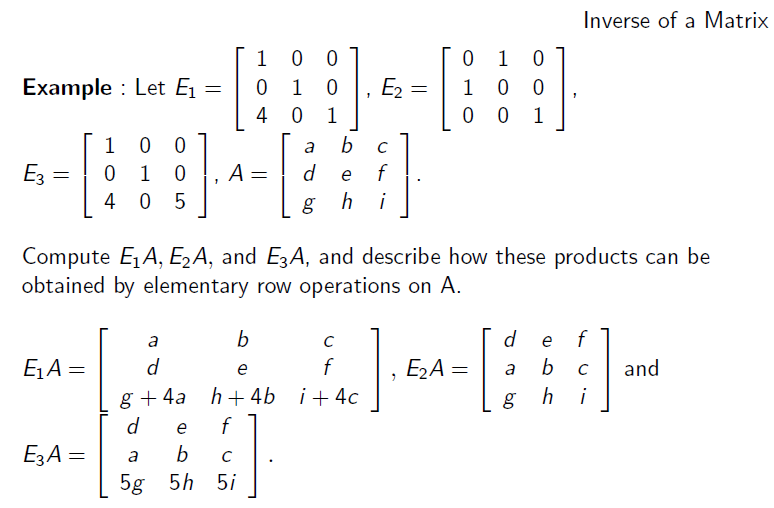 Inverse of a Matrix
Example : Let E₁ = [ 1 0 0 ; 0 1 0 ; 4 0 1 ] , E₂ = [ 0 1 0 ; 1 0 0 ; 0 0 1 ] ,
E₃ = [ 1 0 0 ; 0 1 0 ; 4 0 5 ] , A = [ a b c ; d e f ; g h i ] .
Compute E₁A, E₂A, and E₃A, and describe how these products can be
obtained by elementary row operations on A.
E₁A = [ a b c ; d e f ; g + 4a h + 4b i + 4c ] , E₂A = [ d e f ; a b c ; g h i ] and
E₃A = [ d e f ; a b c ; 5g 5h 5i ] .